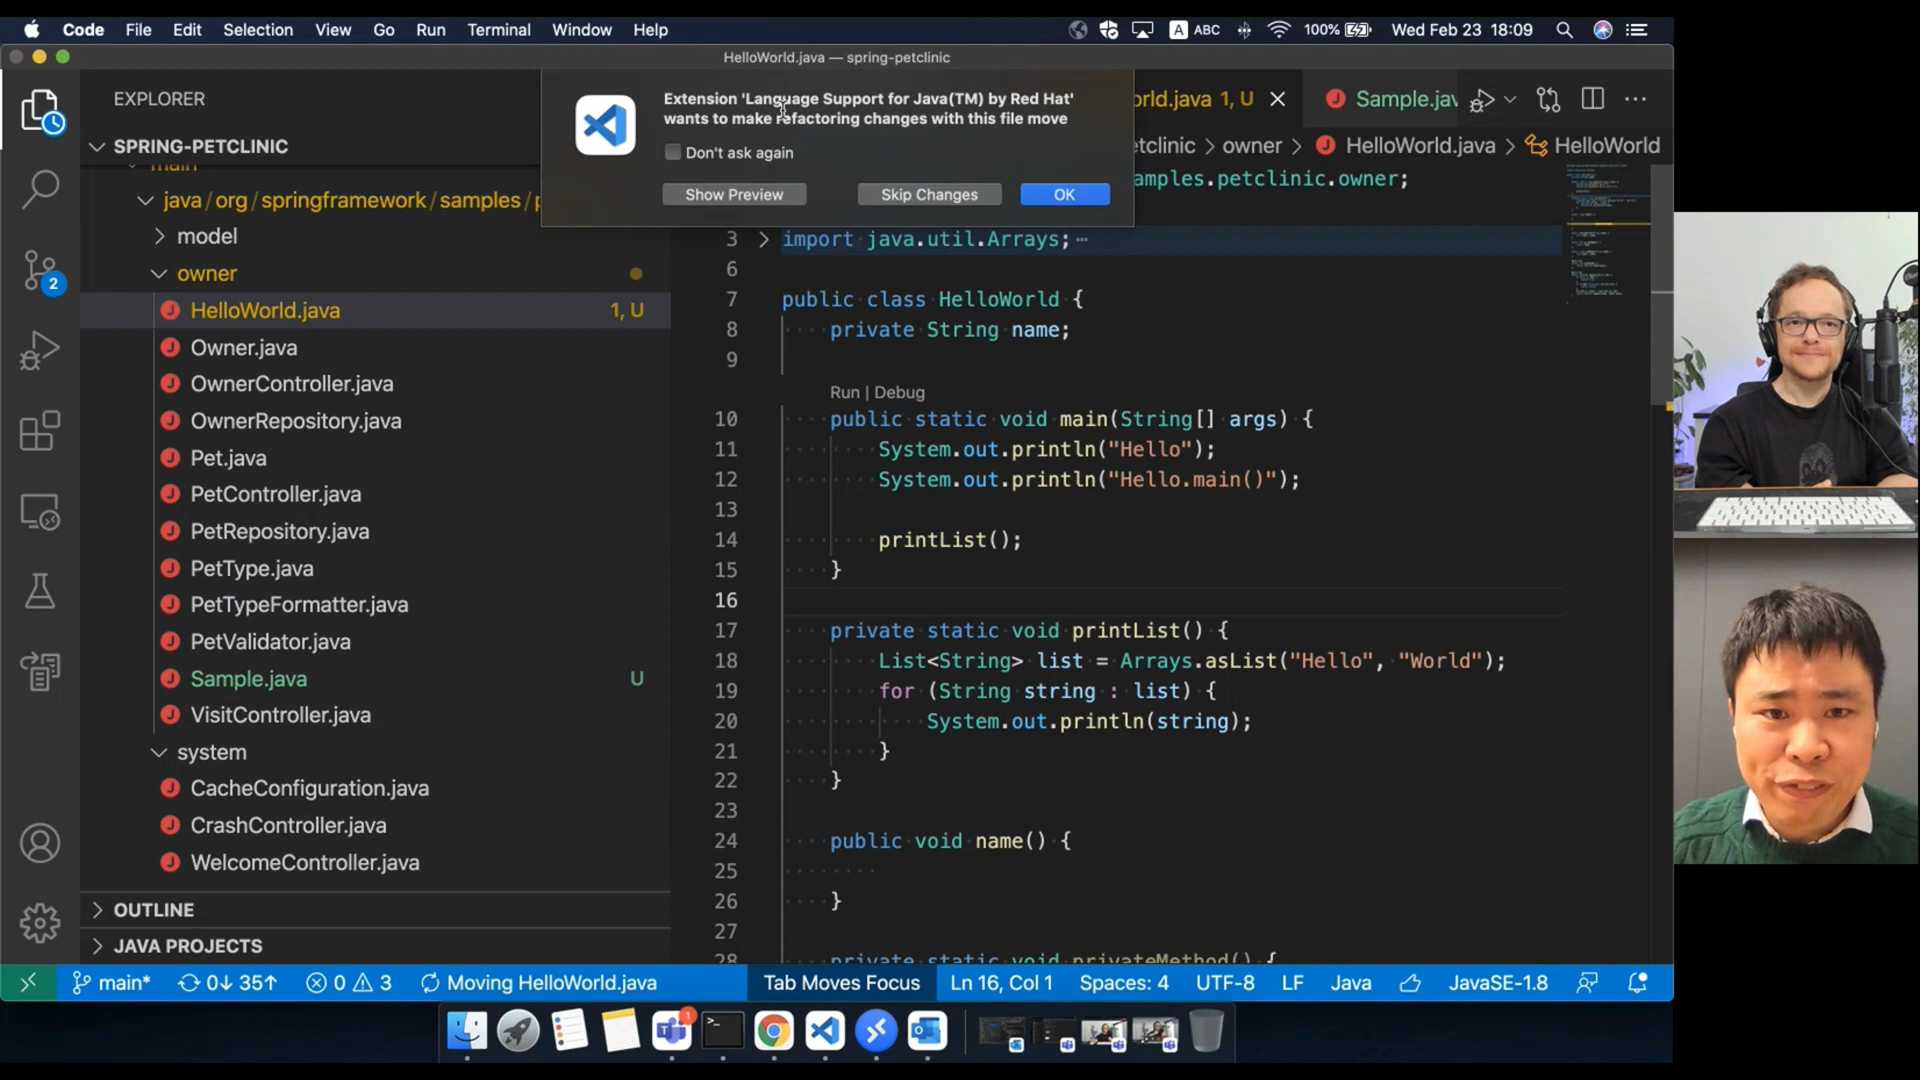 Code File Edit Selection View Go Run Terminal Window Help A ABC 100% Wed Feb 23 18:09
HelloWorld.java — spring-petclinic
EXPLORER
SPRING-PETCLINIC
main
java / org / springframework / samples / p
model
owner
HelloWorld.java 1, U
Owner.java
OwnerController.java
OwnerRepository.java
Pet.java
PetController.java
PetRepository.java
PetType.java
PetTypeFormatter.java
PetValidator.java
Sample.java U
VisitController.java
system
CacheConfiguration.java
CrashController.java
WelcomeController.java
OUTLINE
JAVA PROJECTS
2
Extension 'Language Support for Java(TM) by Red Hat'
wants to make refactoring changes with this file move
Don't ask again
Show Preview Skip Changes OK
orld.java 1, U Sample.jav
etclinic > owner > HelloWorld.java > HelloWorld
amples.petclinic.owner;
3 import java.util.Arrays;
6
7 public class HelloWorld {
8 private String name;
9
Run | Debug
10 public static void main(String[] args) {
11 System.out.println("Hello");
12 System.out.println("Hello.main()");
13
14 printList();
15 }
16
17 private static void printList() {
18 List<String> list = Arrays.asList("Hello", "World");
19 for (String string : list) {
20 System.out.println(string);
21 }
22 }
23
24 public void name() {
25
26 }
27
28 private static void privateMethod() {
main* 0↓ 35↑ 0 3 Moving HelloWorld.java Tab Moves Focus Ln 16, Col 1 Spaces: 4 UTF-8 LF Java JavaSE-1.8
1